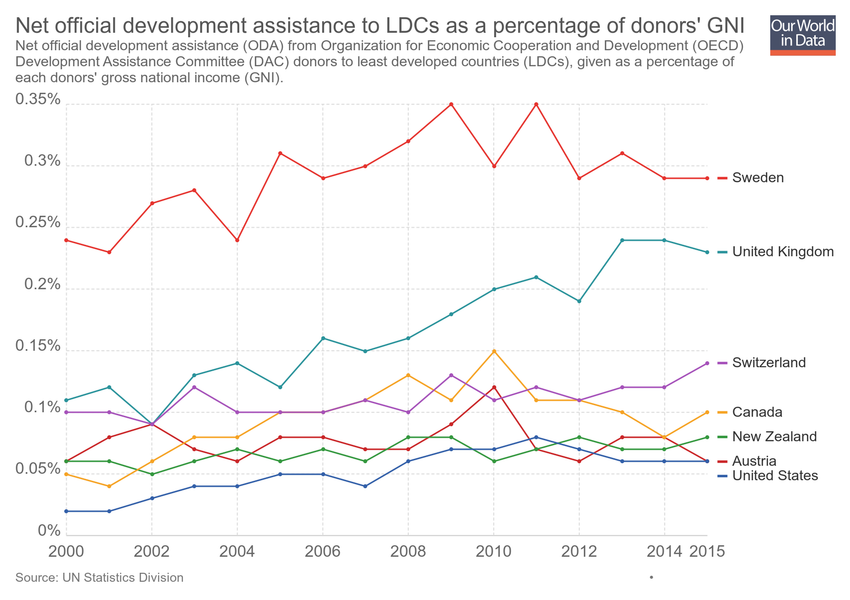 Net official development assistance to LDCs as a percentage of donors' GNI
Our World
in Data
Net official development assistance (ODA) from Organization for Economic Cooperation and Development (OECD)
Development Assistance Committee (DAC) donors to least developed countries (LDCs), given as a percentage of
each donors' gross national income (GNI).
0.35%
0.3%
Sweden
0.25%
United Kingdom
0.2%
0.15%
Switzerland
0.1%
Canada
New Zealand
Austria
0.05%
United States
0%
2000 2002 2004 2006 2008 2010 2012 2014 2015
Source: UN Statistics Division